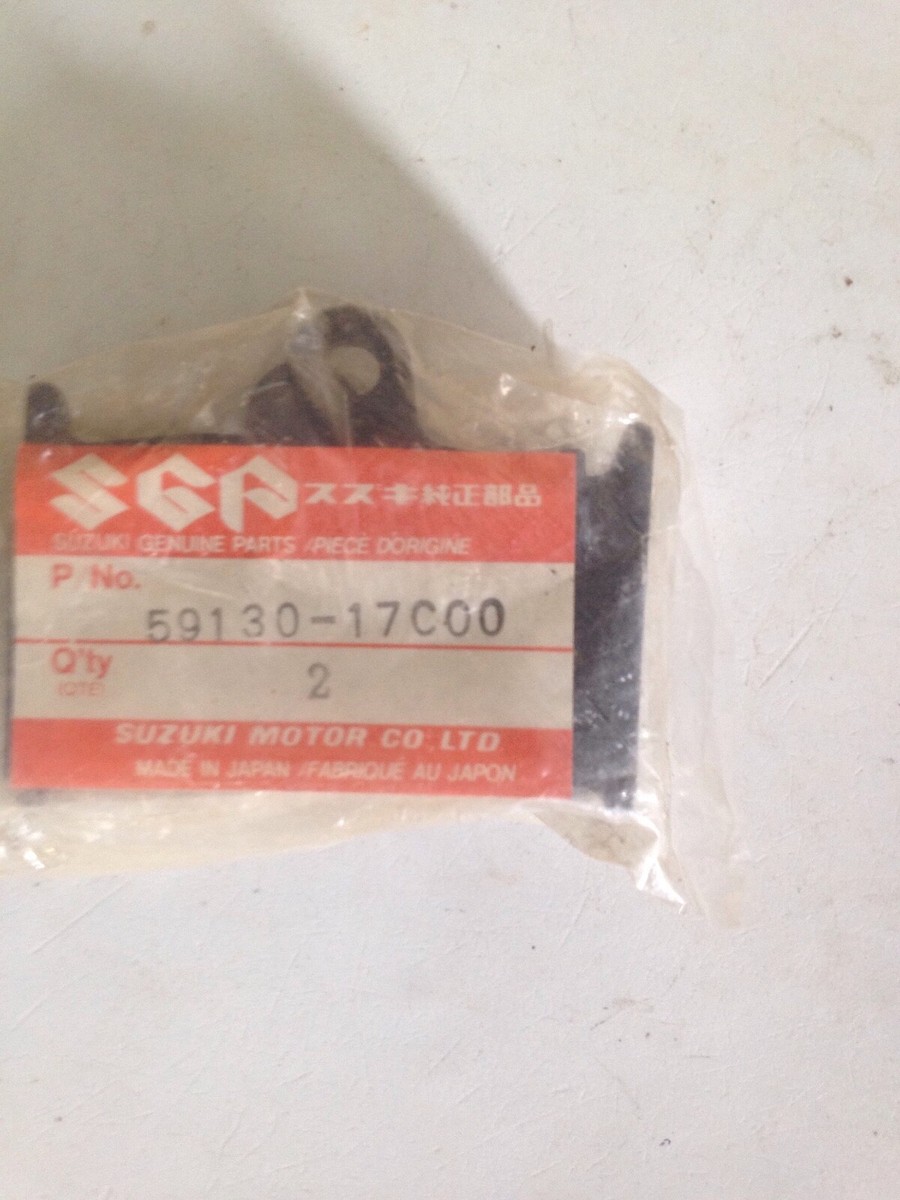 SGP スズキ純正部品
SUZUKI GENUINE PARTS /PIECE DORIGINE
P/No.
59130-17C00
Q'ty
(QTE)
2
SUZUKI MOTOR CO.,LTD
MADE IN JAPAN /FABRIQUÉ AU JAPON